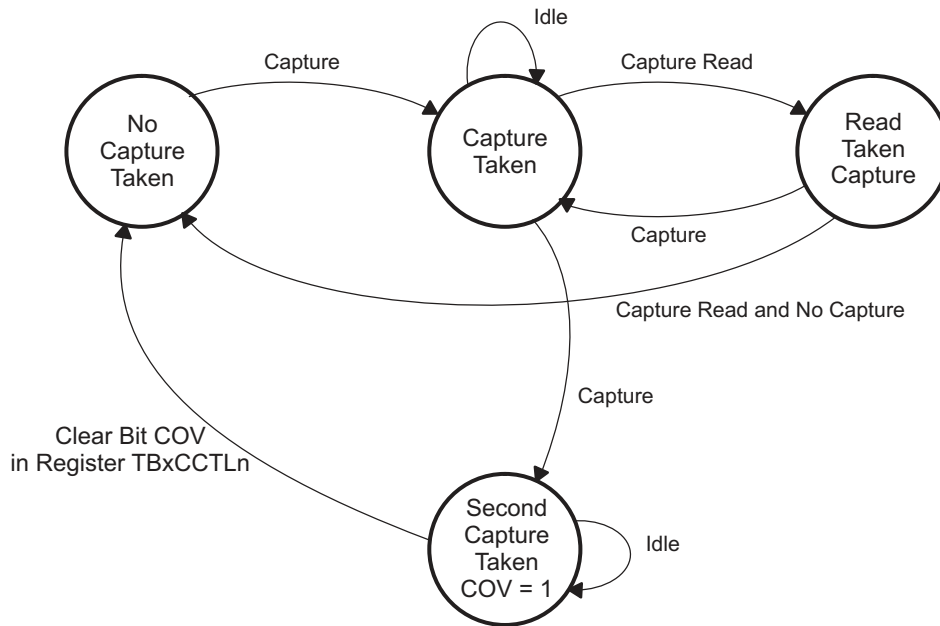 Idle
Capture
Capture Read
No
Capture
Taken
Capture
Taken
Read
Taken
Capture
Capture
Capture Read and No Capture
Capture
Clear Bit COV
in Register TBxCCTLn
Second
Capture
Taken
COV = 1
Idle